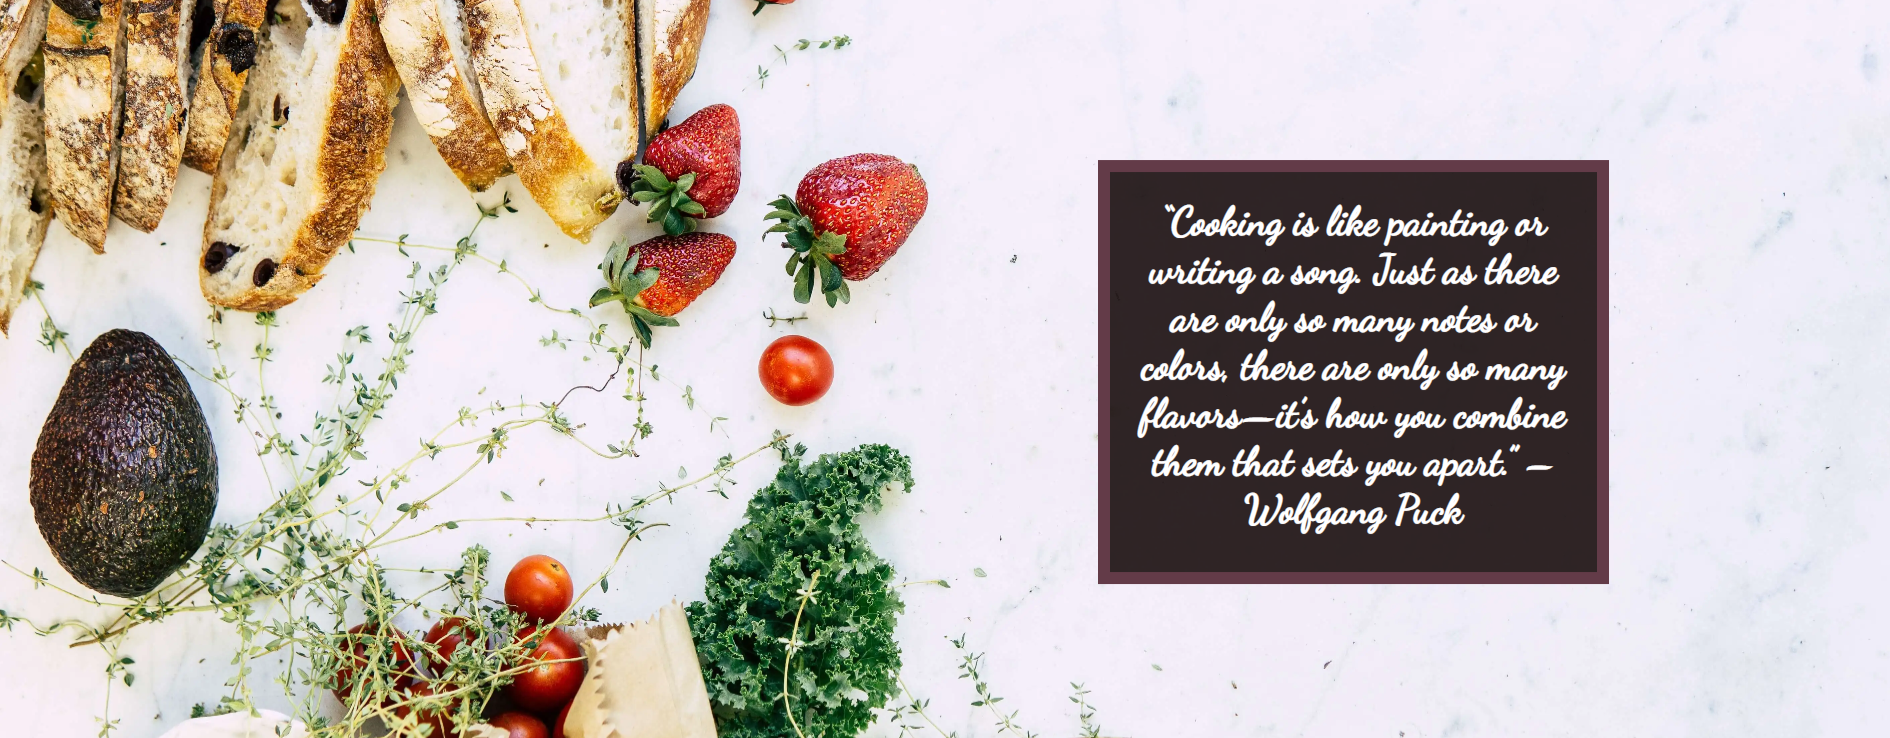 “Cooking is like painting or
writing a song. Just as there
are only so many notes or
colors, there are only so many
flavors—it’s how you combine
them that sets you apart.” —
Wolfgang Puck